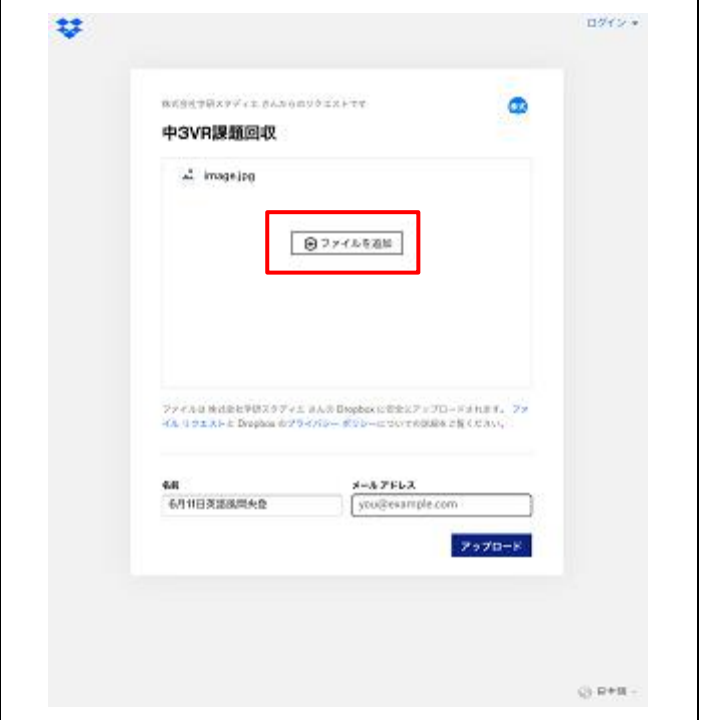 ログイン
株式会社学研スタディエ さんからのリクエストです
株式
中3VR課題回収
image.jpg
ファイルを追加
ファイルは 株式会社学研スタディエ さんの Dropbox に安全にアップロードされます。 ファ
イル リクエストと Dropbox のプライバシー ポリシーについての詳細をご覧ください。
名前
メールアドレス
6月11日英語風間央登
you@example.com
アップロード
日本語